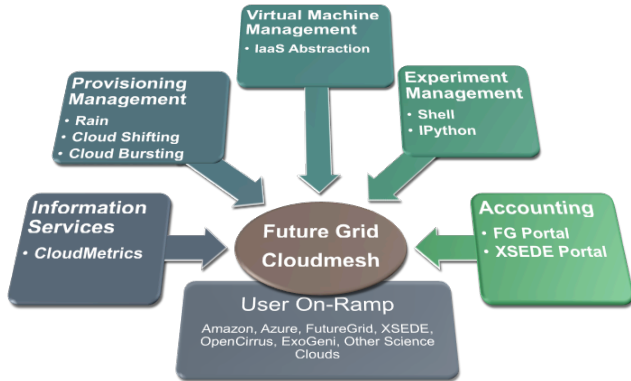 Virtual Machine
Management
• IaaS Abstraction
Provisioning
Management
• Rain
• Cloud Shifting
• Cloud Bursting
Experiment
Management
• Shell
• IPython
Information
Services
• CloudMetrics
Future Grid
Cloudmesh
Accounting
• FG Portal
• XSEDE Portal
User On-Ramp
Amazon, Azure, FutureGrid, XSEDE,
OpenCirrus, ExoGeni, Other Science
Clouds